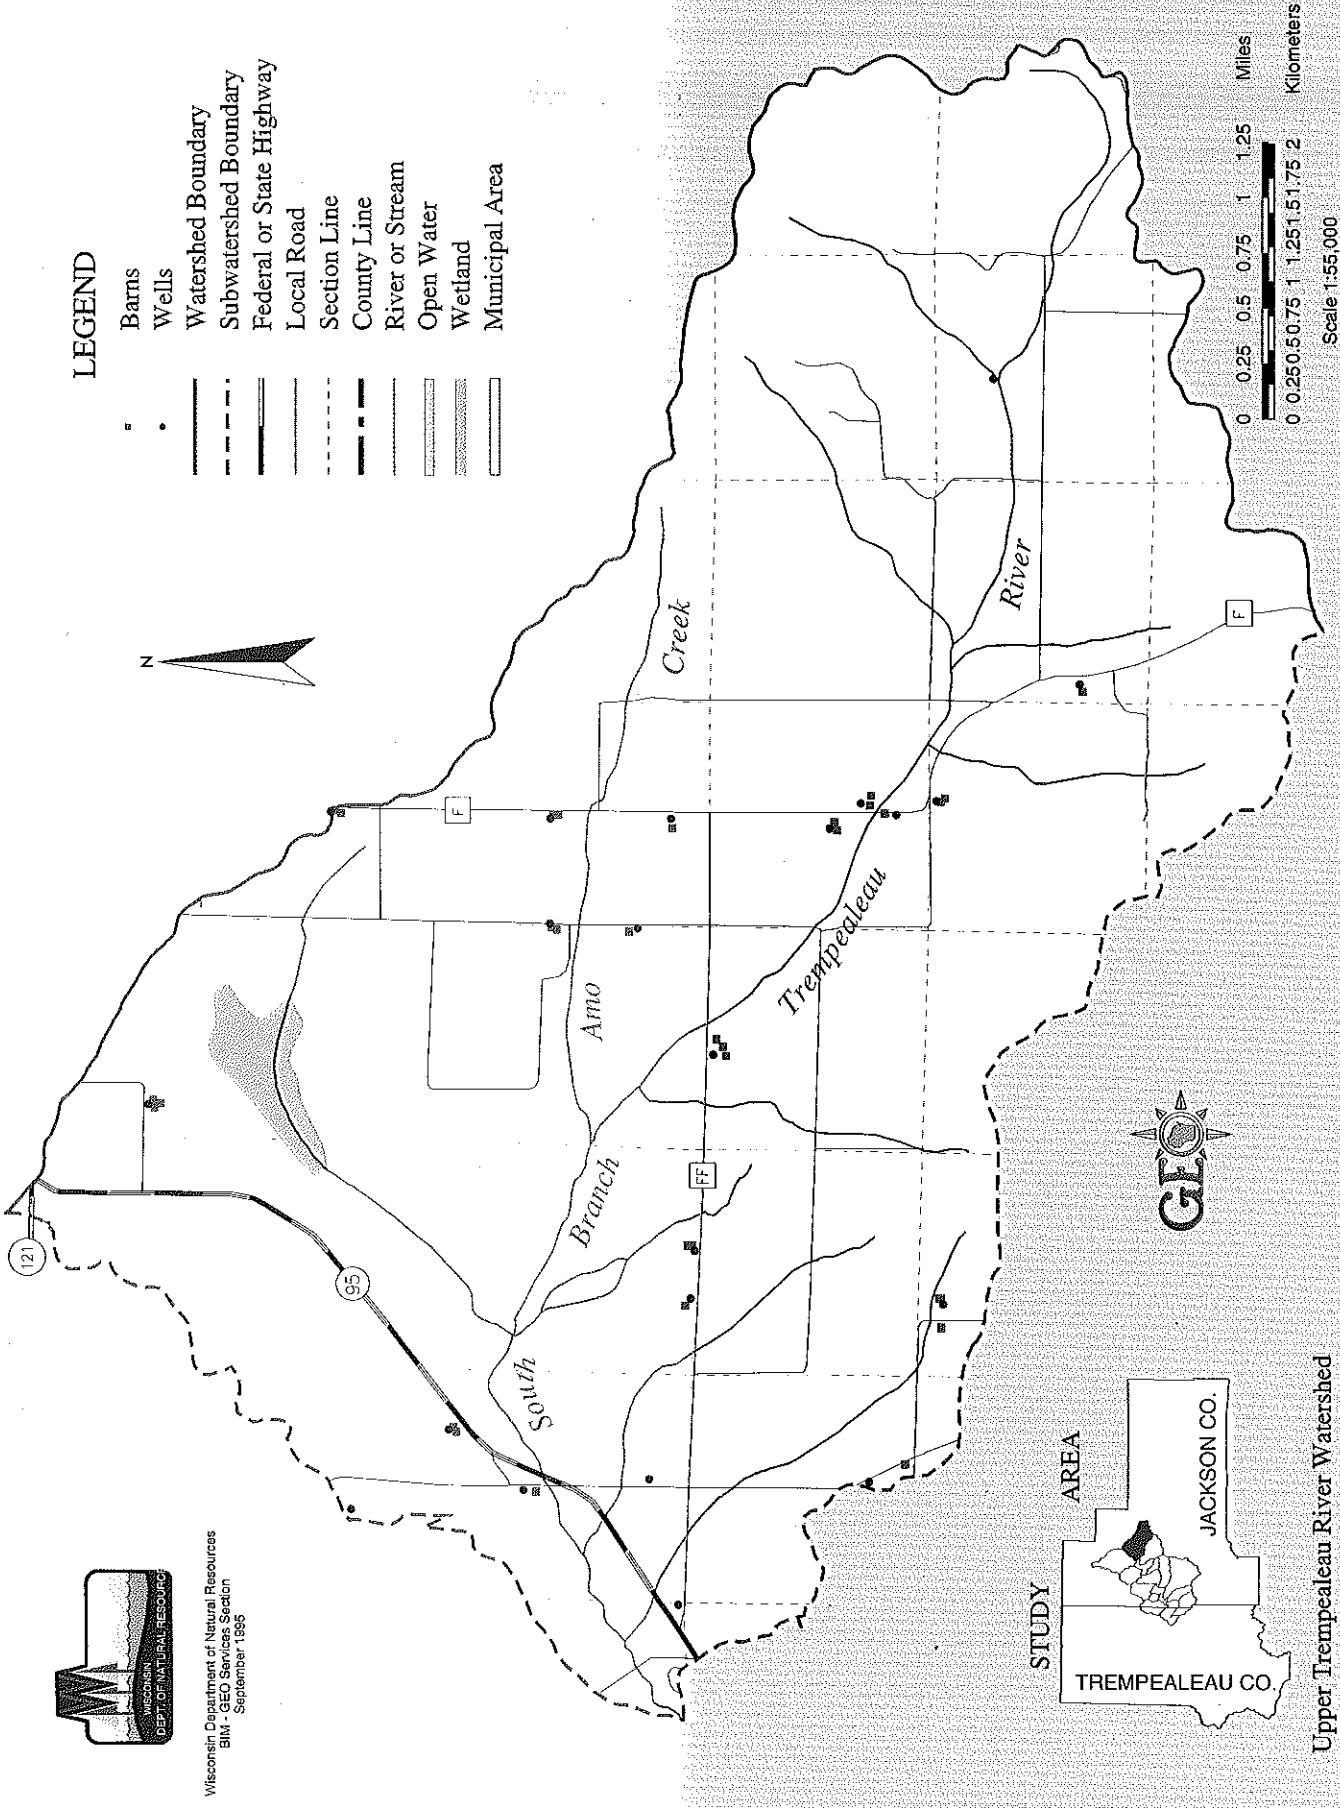 WISCONSIN
DEPT. OF NATURAL RESOURCES
Wisconsin Department of Natural Resources
BIM - GEO Services Section
September 1995
N
LEGEND
Barns
Wells
Watershed Boundary
Subwatershed Boundary
Federal or State Highway
Local Road
Section Line
County Line
River or Stream
Open Water
Wetland
Municipal Area
121
95
F
South
Branch
Amo
Creek
FF
Trempealeau
River
F
STUDY
AREA
TREMPEALEAU CO.
JACKSON CO.
GEO
0 0.25 0.5 0.75 1 1.25 Miles
0 0.25 0.5 0.75 1 1.25 1.5 1.75 2 Kilometers
Scale 1:55,000
Upper Trempealeau River Watershed